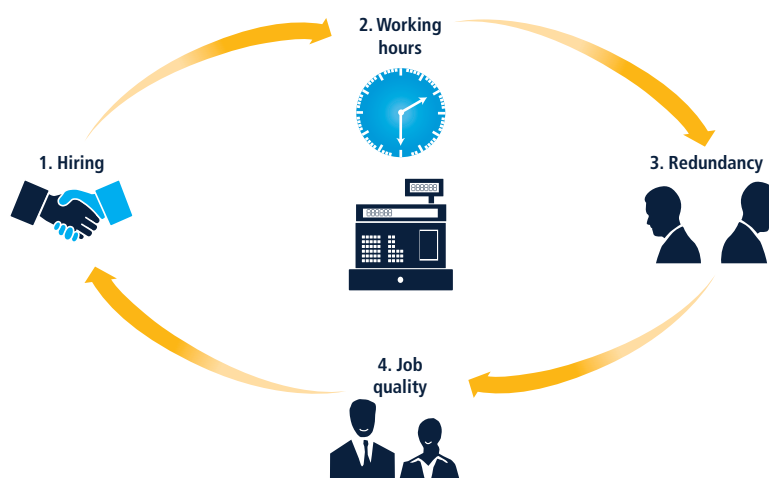 2. Working
hours
1. Hiring
3. Redundancy
4. Job
quality